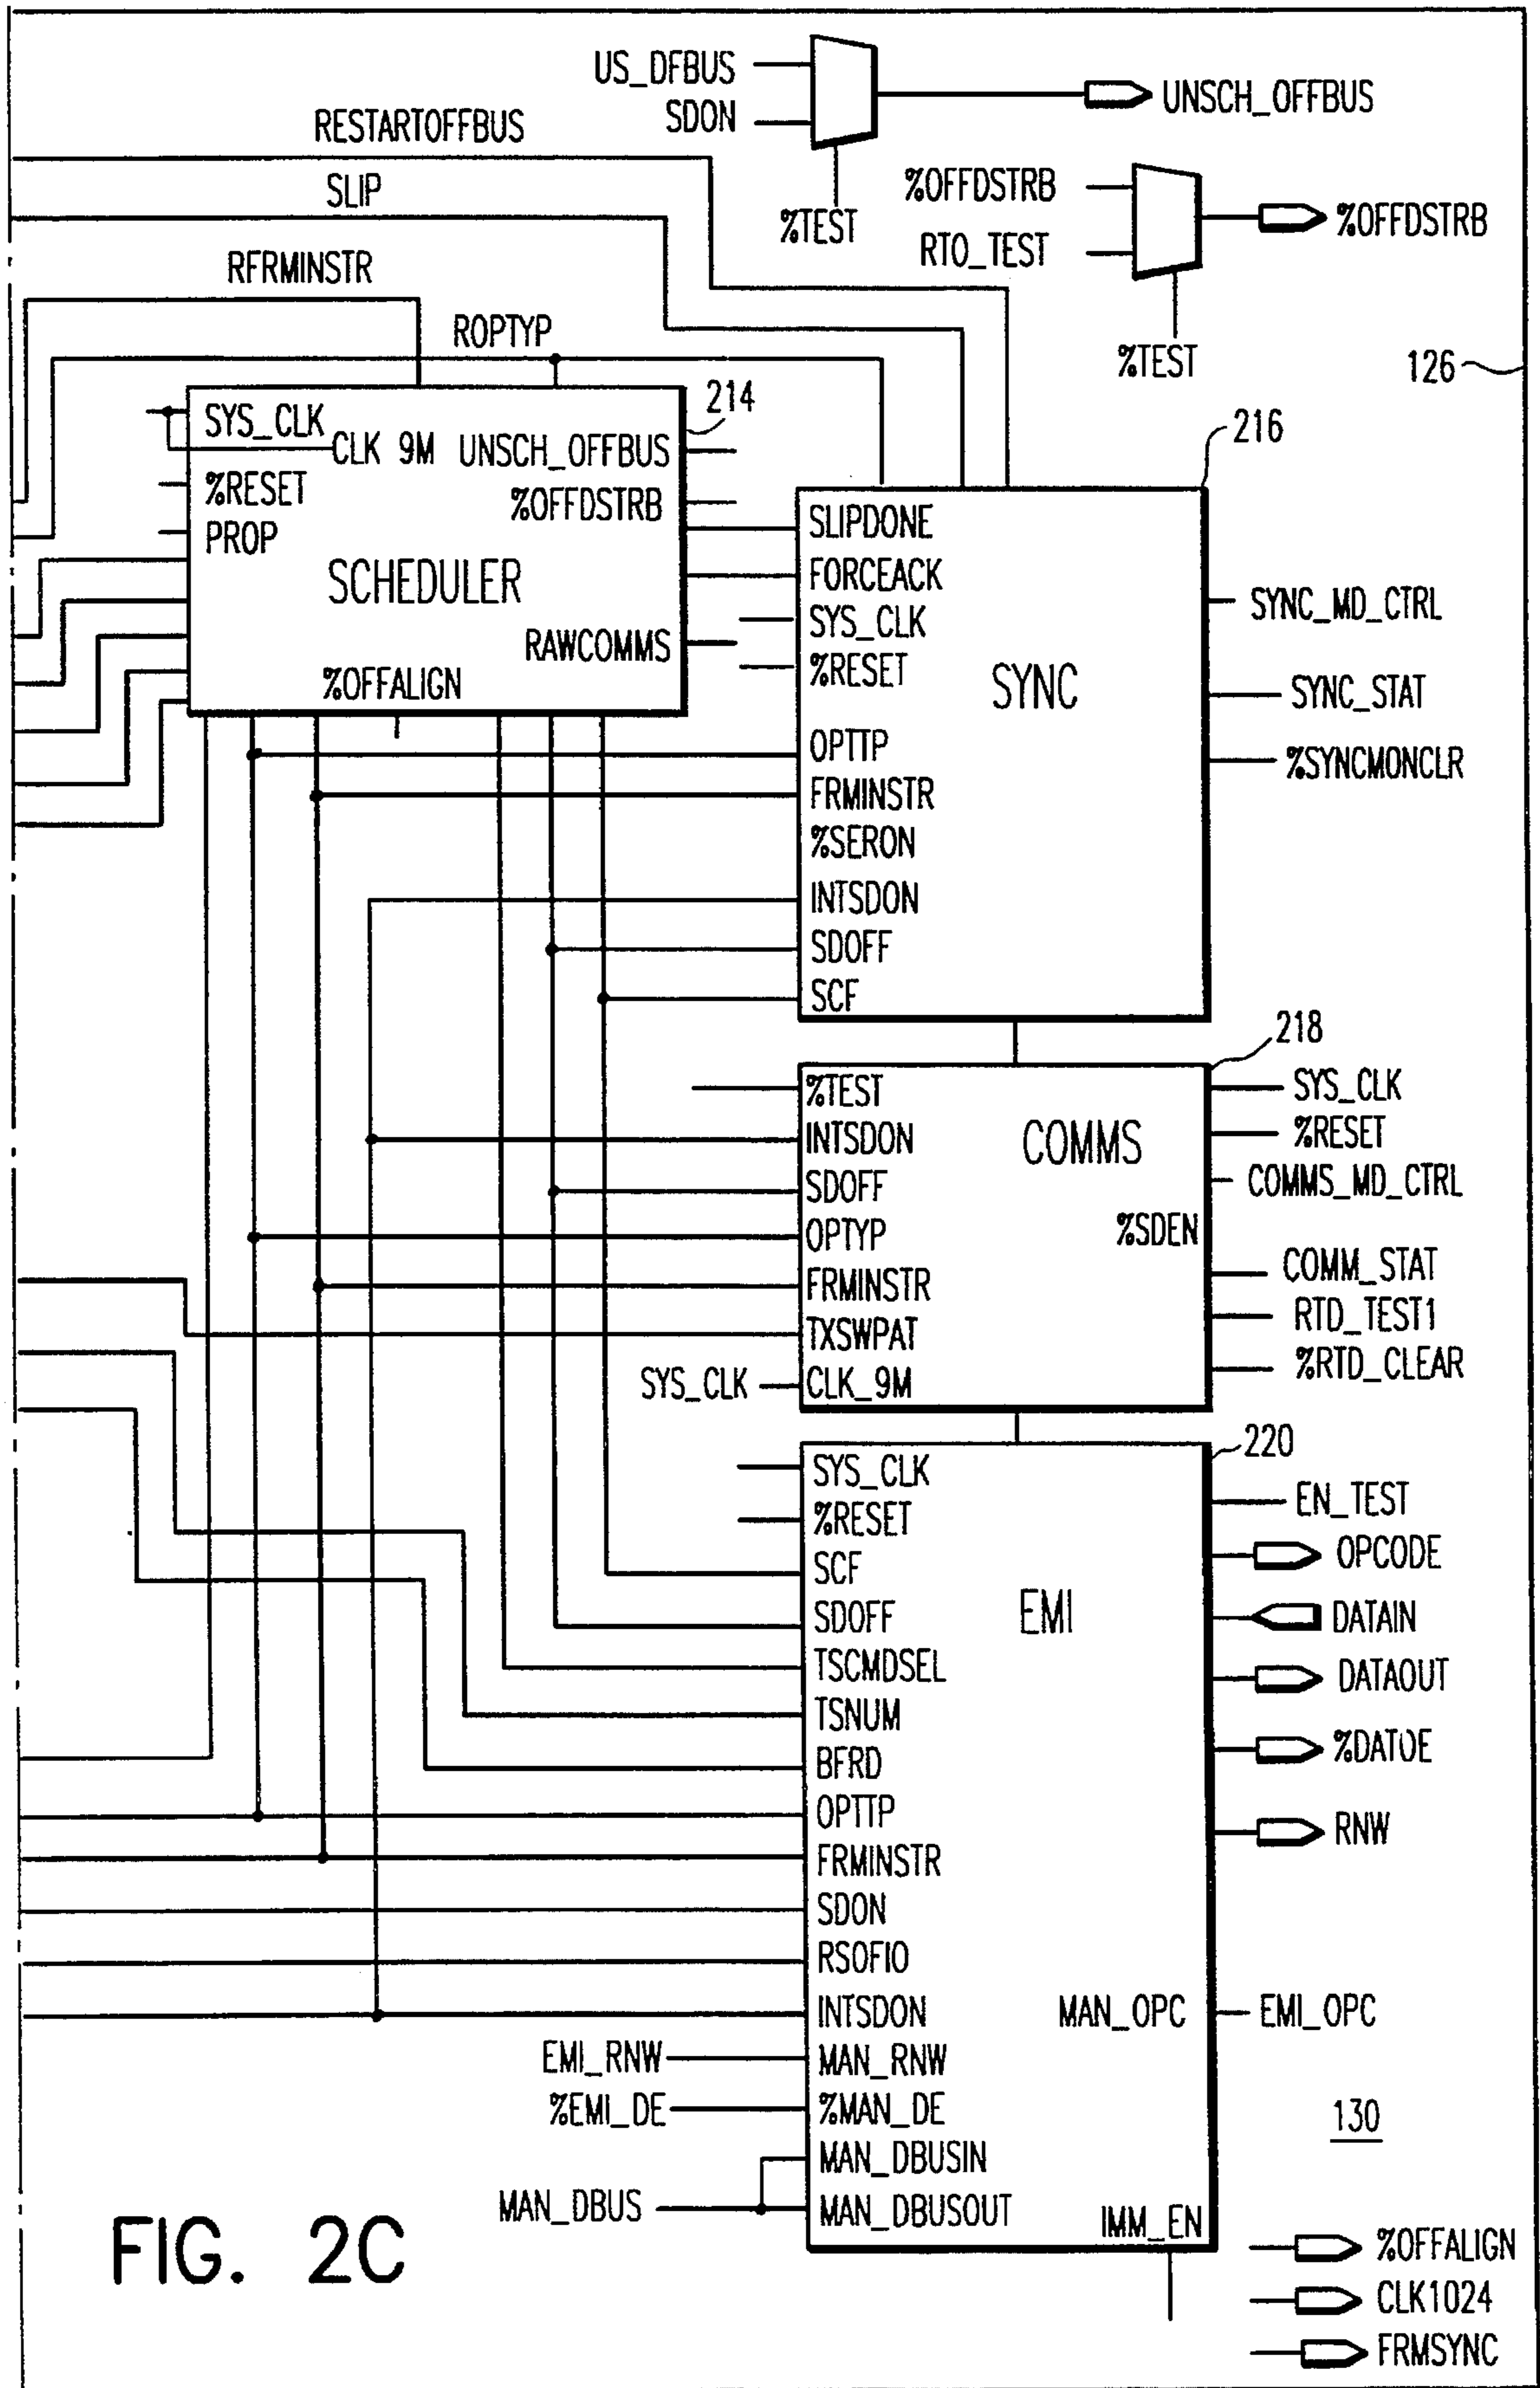 US_DFBUS
SDON
UNSCH_OFFBUS
%TEST
RESTARTOFFBUS
SLIP
%OFFDSTRB
RTO_TEST
%OFFDSTRB
%TEST
RFRMINSTR
ROPTYP
126
214
SYS_CLK
CLK 9M
UNSCH_OFFBUS
%RESET
%OFFDSTRB
PROP
SCHEDULER
RAWCOMMS
%OFFALIGN
216
SLIPDONE
FORCEACK
SYS_CLK
%RESET
SYNC
OPTTP
FRMINSTR
%SERON
INTSDON
SDOFF
SCF
SYNC_MD_CTRL
SYNC_STAT
%SYNCMONCLR
218
%TEST
INTSDON
COMMS
SDOFF
%SDEN
OPTYP
FRMINSTR
TXSWPAT
SYS_CLK
CLK_9M
SYS_CLK
%RESET
COMMS_MD_CTRL
COMM_STAT
RTD_TEST1
%RTD_CLEAR
220
SYS_CLK
%RESET
SCF
EMI
SDOFF
TSCMDSEL
TSNUM
BFRD
OPTTP
FRMINSTR
SDON
RSOFIO
INTSDON
MAN_OPC
EMI_OPC
EMI_RNW
MAN_RNW
%EMI_DE
%MAN_DE
MAN_DBUSIN
MAN_DBUS
MAN_DBUSOUT
IMM_EN
EN_TEST
OPCODE
DATAIN
DATAOUT
%DATOE
RNW
130
%OFFALIGN
CLK1024
FRMSYNC
FIG. 2C